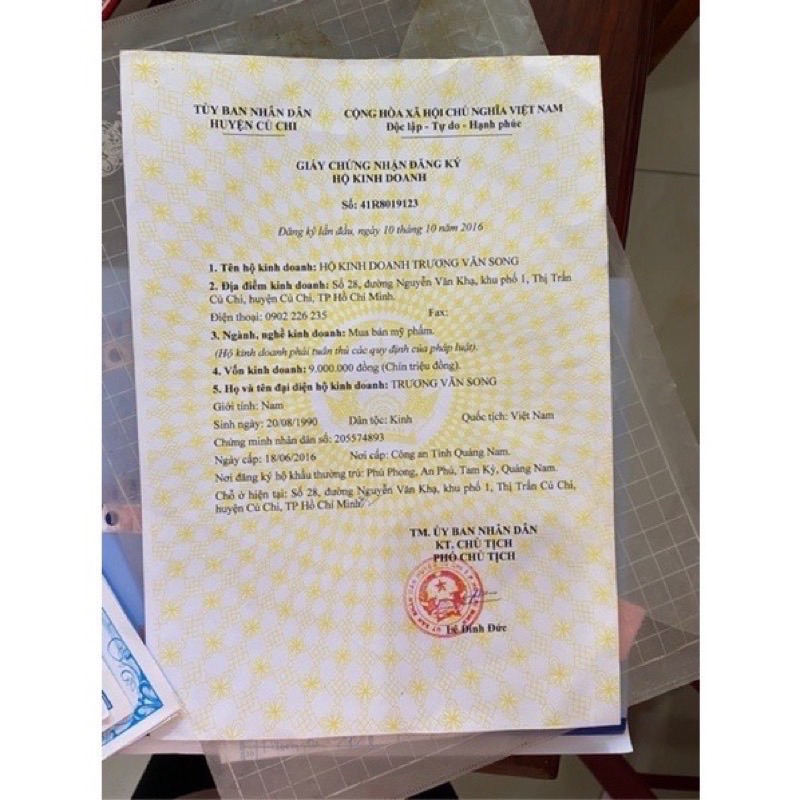 TỦY BAN NHÂN DÂN
HUYỆN CỦ CHI
CỘNG HÒA XÃ HỘI CHỦ NGHĨA VIỆT NAM
Độc lập - Tự do - Hạnh phúc
GIẤY CHỨNG NHẬN ĐĂNG KÝ
HỘ KINH DOANH
Số: 41R8019123
Đăng ký lần đầu, ngày 10 tháng 10 năm 2016
1. Tên hộ kinh doanh: HỘ KINH DOANH TRƯƠNG VĂN SONG
2. Địa điểm kinh doanh: Số 28, đường Nguyễn Văn Khạ, khu phố 1, Thị Trấn
Củ Chi, huyện Củ Chi, TP Hồ Chí Minh.
Điện thoại: 0902 226 235 Fax:
3. Ngành, nghề kinh doanh: Mua bán mỹ phẩm.
(Hộ kinh doanh phải tuân thủ các quy định của pháp luật).
4. Vốn kinh doanh: 9.000.000 đồng (Chín triệu đồng).
5. Họ và tên đại diện hộ kinh doanh: TRƯƠNG VĂN SONG
Giới tính: Nam
Sinh ngày: 20/08/1990 Dân tộc: Kinh Quốc tịch: Việt Nam
Chứng minh nhân dân số: 205574893
Ngày cấp: 18/06/2016 Nơi cấp: Công an Tỉnh Quảng Nam.
Nơi đăng ký hộ khẩu thường trú: Phú Phong, An Phú, Tam Kỳ, Quảng Nam.
Chỗ ở hiện tại: Số 28, đường Nguyễn Văn Khạ, khu phố 1, Thị Trấn Củ Chi,
huyện Củ Chi, TP Hồ Chí Minh.
TM. ỦY BAN NHÂN DÂN
KT. CHỦ TỊCH
PHÓ CHỦ TỊCH
Lê Đình Đức